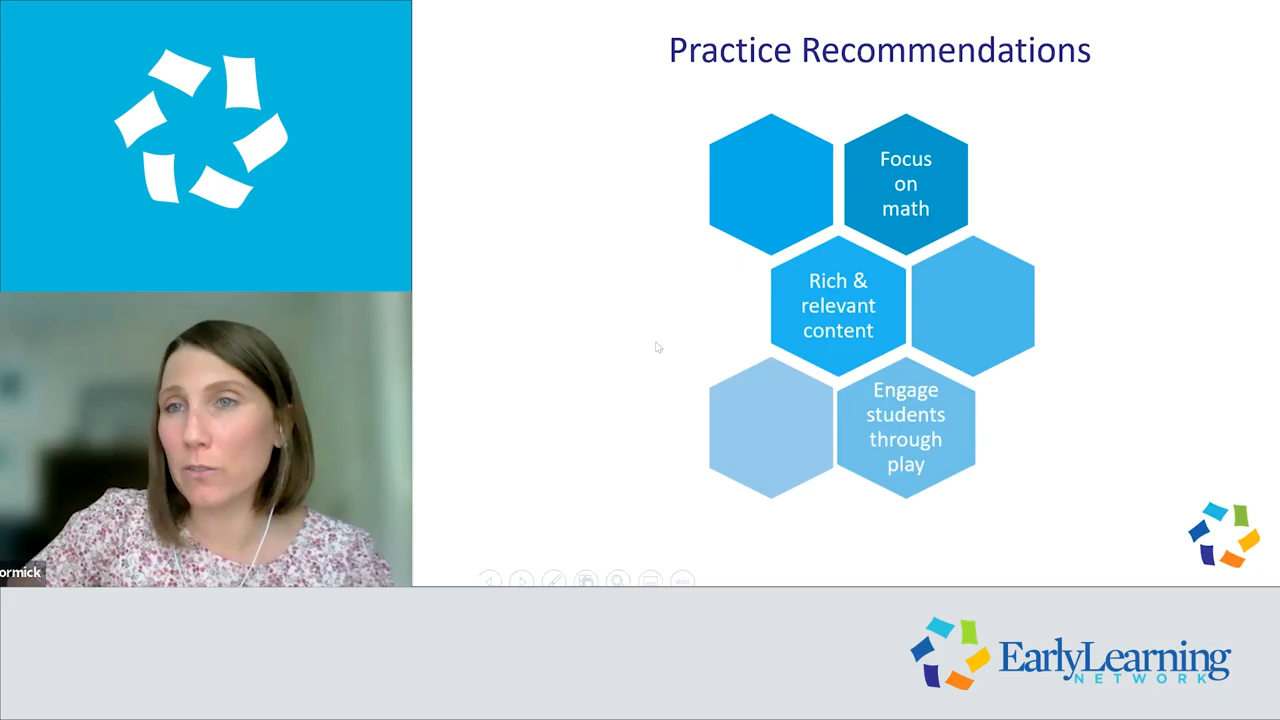 Practice Recommendations
Focus
on
math
Rich &
relevant
content
Engage
students
through
play
ormick
EarlyLearning
NETWORK